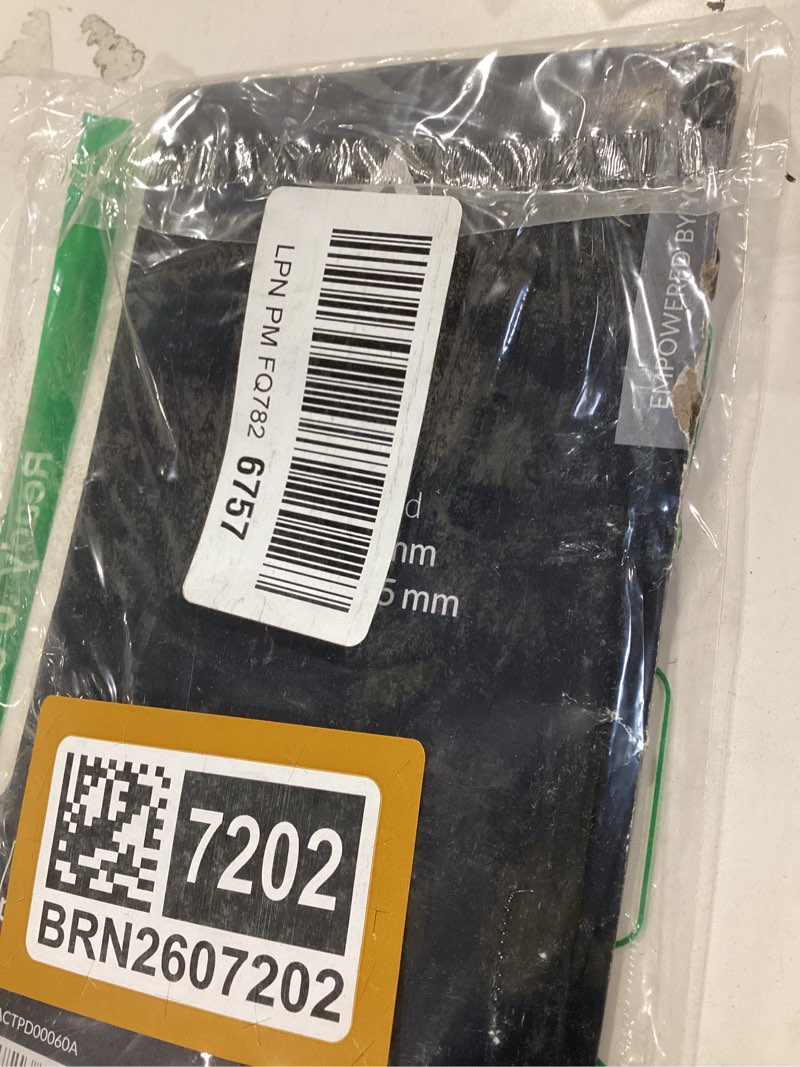 EMPOWERED BY
LPN PM FQ782 6757
d
mm
5 mm
7202
BRN2607202
ACTPD00060A